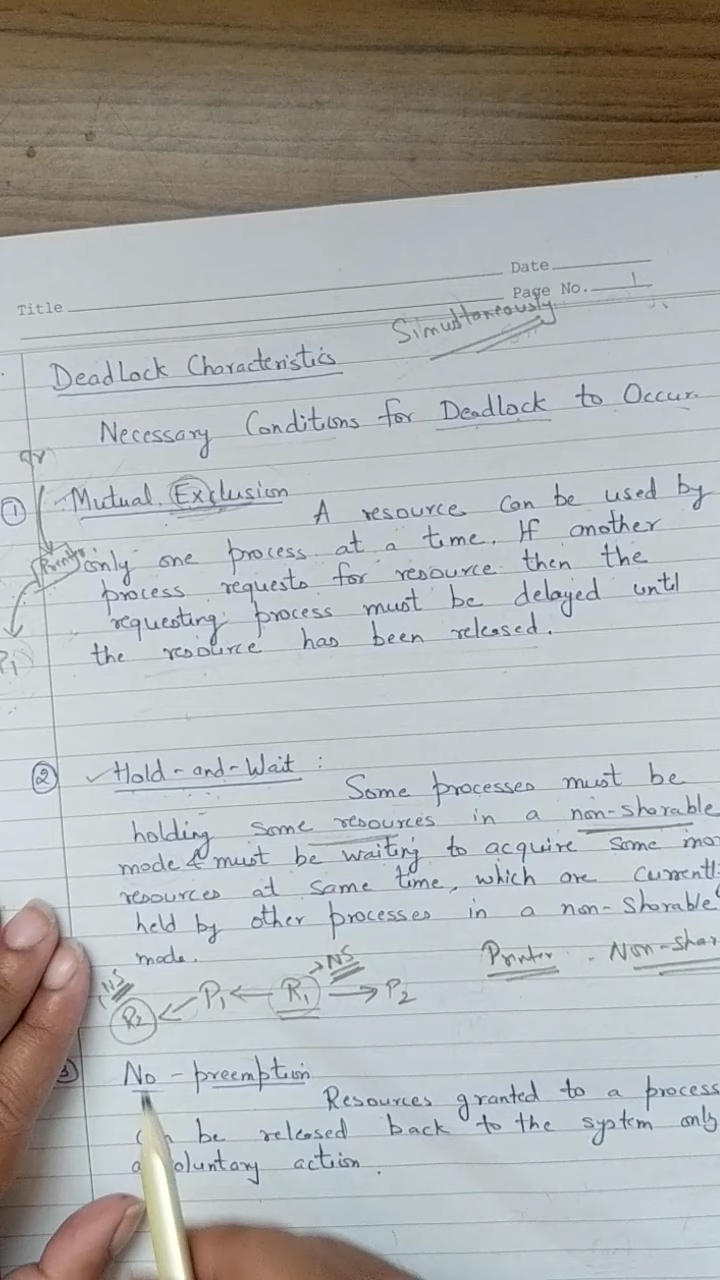 Date
Title
Page No. 1
Simultaneously
Deadlock Characteristics
Necessary Conditions for Deadlock to Occur.
① Mutual Exclusion
A resource can be used by
Printer only one process at a time. If another
process requests for resource then the
requesting process must be delayed until
P1 the resource has been released.
② ✓ Hold-and-Wait :
Some processes must be
holding some resources in a non-sharable
mode & must be waiting to acquire some mo
resources at same time, which are currentl
held by other processes in a non-sharable
mode.
Printer - Non-shar
NS NS
R2 ← P1 ← R1 → P2
3 No-preemption
Resources granted to a process
be released back to the system only
a voluntary action.